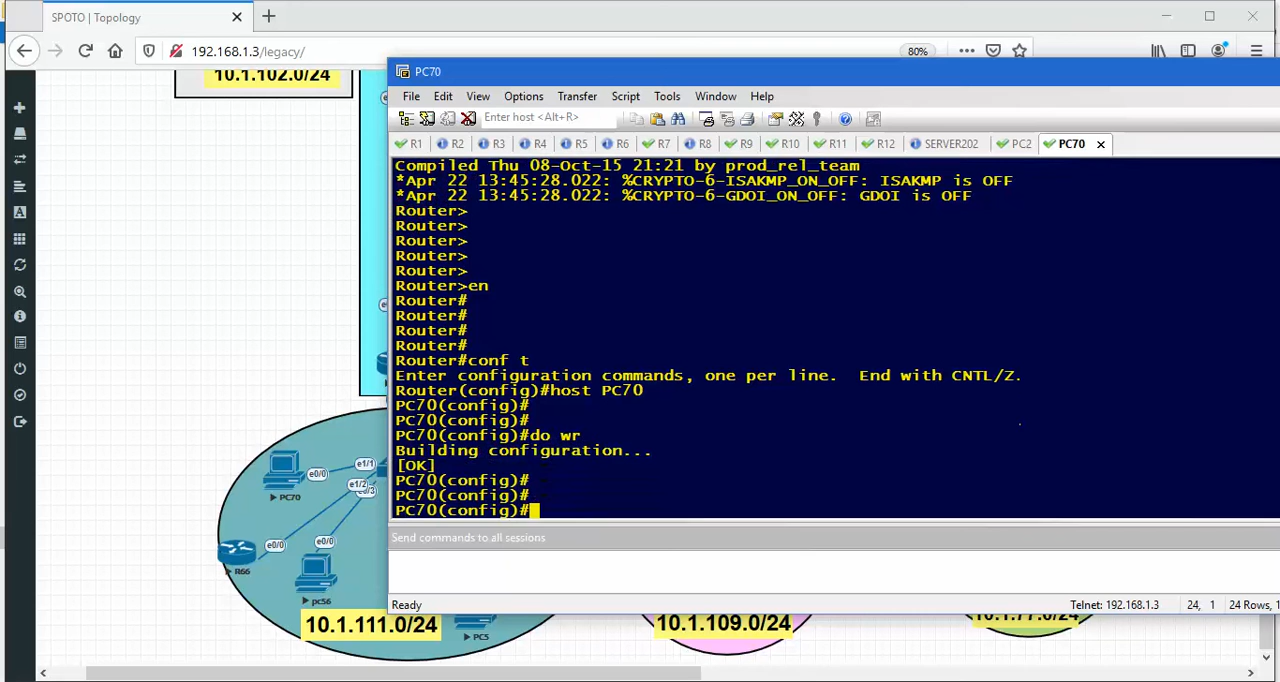 SPOTO | Topology
192.168.1.3/legacy/
80%
10.1.102.0/24
PC70
File Edit View Options Transfer Script Tools Window Help
Enter host <Alt+R>
R1 R2 R3 R4 R5 R6 R7 R8 R9 R10 R11 R12 SERVER202 PC2 PC70
Compiled Thu 08-Oct-15 21:21 by prod_rel_team
*Apr 22 13:45:28.022: %CRYPTO-6-ISAKMP_ON_OFF: ISAKMP is OFF
*Apr 22 13:45:28.022: %CRYPTO-6-GDOI_ON_OFF: GDOI is OFF
Router>
Router>
Router>
Router>
Router>
Router>en
Router#
Router#
Router#
Router#
Router#conf t
Enter configuration commands, one per line.  End with CNTL/Z.
Router(config)#host PC70
PC70(config)#
PC70(config)#
PC70(config)#do wr
Building configuration...
[OK]
PC70(config)#
PC70(config)#
PC70(config)#
Send commands to all sessions
Ready
Telnet: 192.168.1.3 24, 1 24 Rows, 1
e0/0 e1/1
PC70
e1/2
e0/0 e0/0
R66
pc56
10.1.111.0/24
PC5
10.1.109.0/24
10.1.77.0/24